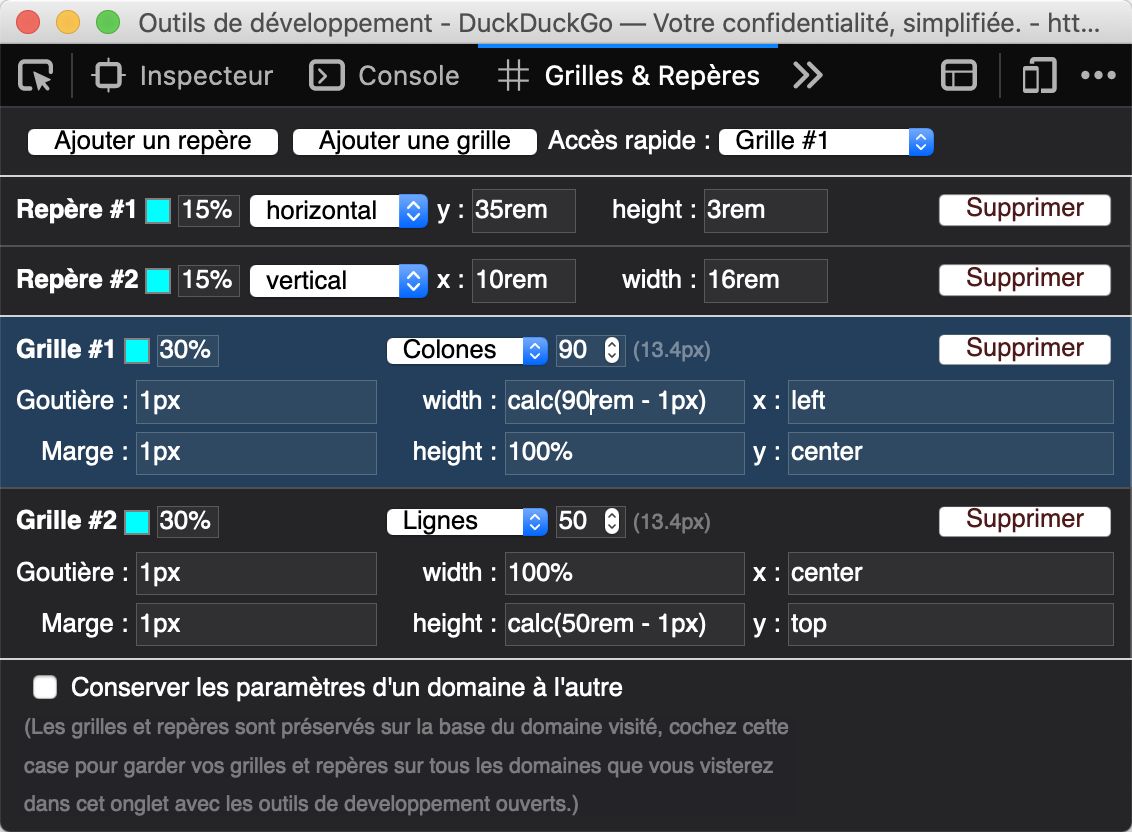 Outils de développement - DuckDuckGo — Votre confidentialité, simplifiée. - htt...
Inspecteur Console Grilles & Repères
Ajouter un repère Ajouter une grille Accès rapide : Grille #1
Repère #1 15% horizontal y : 35rem height : 3rem Supprimer
Repère #2 15% vertical x : 10rem width : 16rem Supprimer
Grille #1 30% Colones 90 (13.4px) Supprimer
Goutière : 1px width : calc(90rem - 1px) x : left
Marge : 1px height : 100% y : center
Grille #2 30% Lignes 50 (13.4px) Supprimer
Goutière : 1px width : 100% x : center
Marge : 1px height : calc(50rem - 1px) y : top
Conserver les paramètres d'un domaine à l'autre
(Les grilles et repères sont préservés sur la base du domaine visité, cochez cette
case pour garder vos grilles et repères sur tous les domaines que vous visterez
dans cet onglet avec les outils de developpement ouverts.)